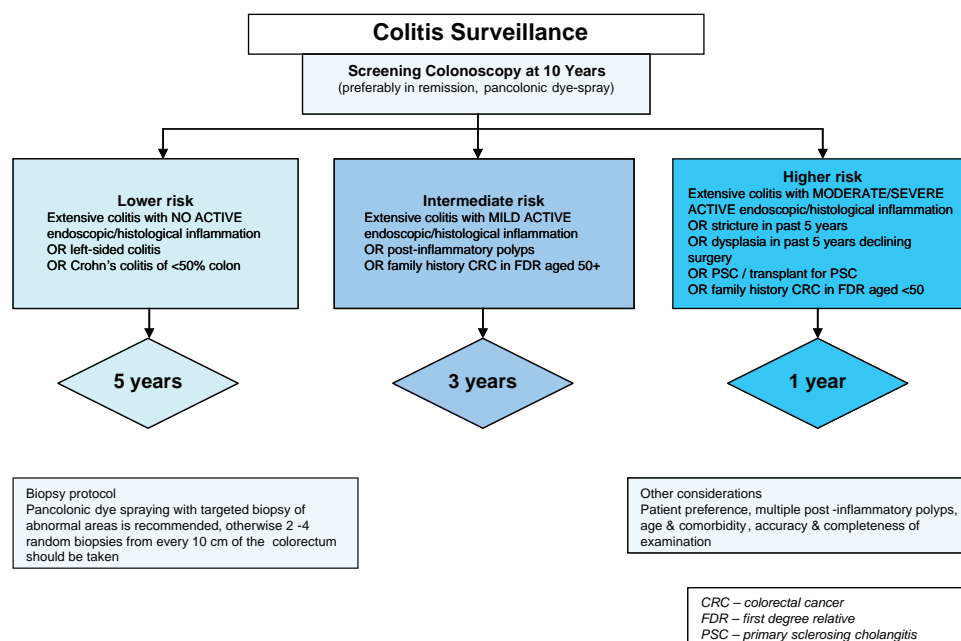 Colitis Surveillance
Screening Colonoscopy at 10 Years
(preferably in remission, pancolonic dye-spray)
Lower risk
Extensive colitis with NO ACTIVE
endoscopic/histological inflammation
OR left-sided colitis
OR Crohn's colitis of <50% colon
Intermediate risk
Extensive colitis with MILD ACTIVE
endoscopic/histological inflammation
OR post-inflammatory polyps
OR family history CRC in FDR aged 50+
Higher risk
Extensive colitis with MODERATE/SEVERE
ACTIVE endoscopic/histological inflammation
OR stricture in past 5 years
OR dysplasia in past 5 years declining
surgery
OR PSC / transplant for PSC
OR family history CRC in FDR aged <50
5 years
3 years
1 year
Biopsy protocol
Pancolonic dye spraying with targeted biopsy of
abnormal areas is recommended, otherwise 2 -4
random biopsies from every 10 cm of the colorectum
should be taken
Other considerations
Patient preference, multiple post -inflammatory polyps,
age & comorbidity, accuracy & completeness of
examination
CRC – colorectal cancer
FDR – first degree relative
PSC – primary sclerosing cholangitis